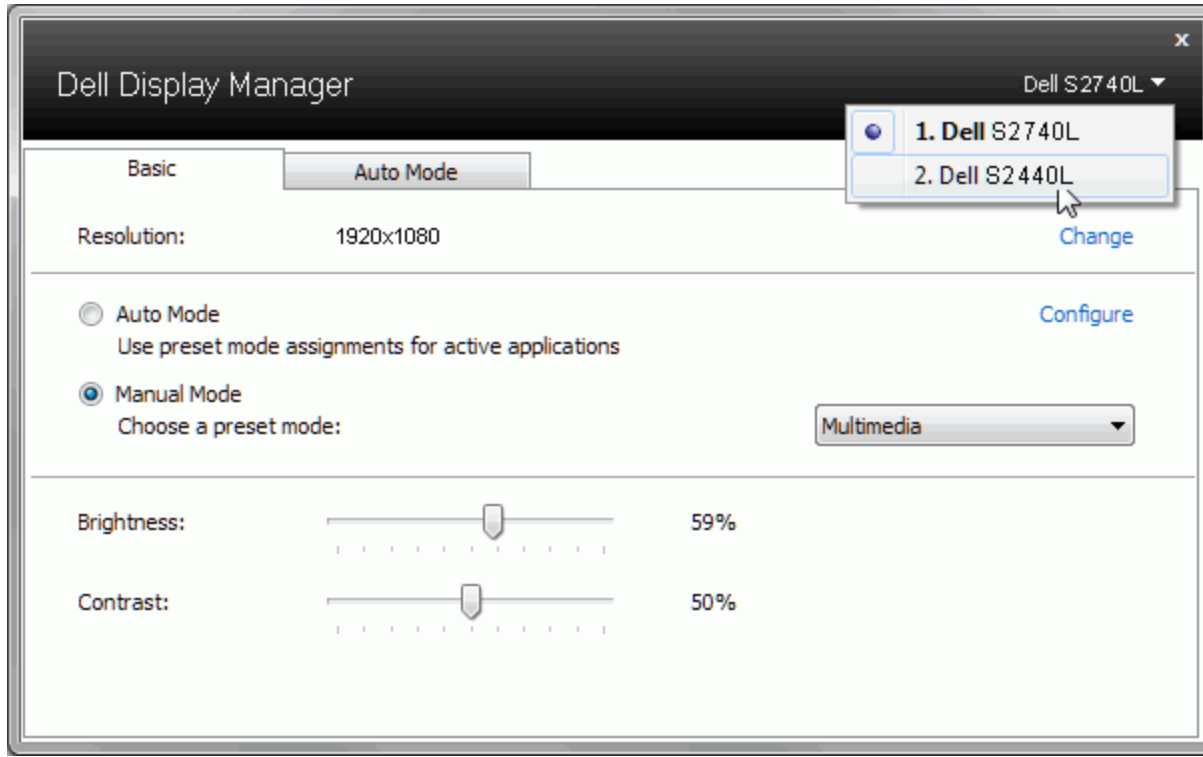 x
Dell Display Manager
Dell S2740L
1. Dell S2740L
2. Dell S2440L
Basic
Auto Mode
Resolution: 1920x1080 Change
Auto Mode Configure
Use preset mode assignments for active applications
Manual Mode
Choose a preset mode: Multimedia
Brightness: 59%
Contrast: 50%